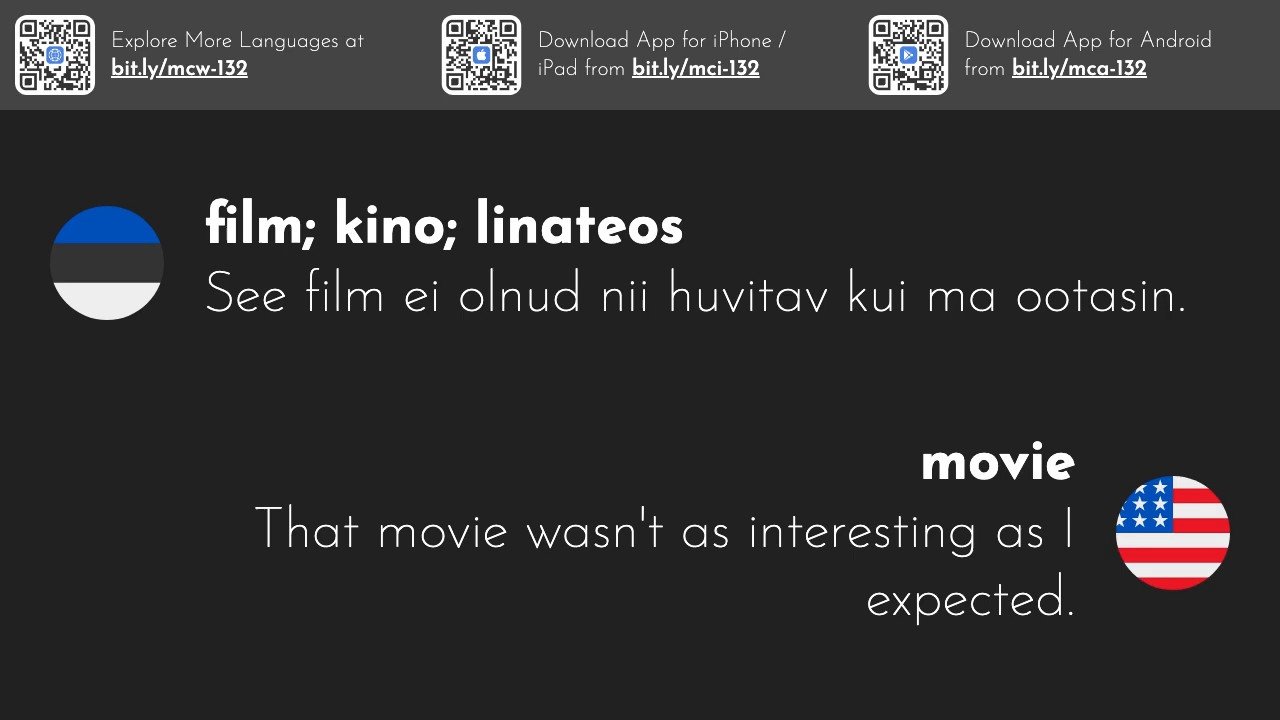 Explore More Languages at
bit.ly/mcw-132
Download App for iPhone /
iPad from bit.ly/mci-132
Download App for Android
from bit.ly/mca-132
film; kino; linateos
See film ei olnud nii huvitav kui ma ootasin.
movie
That movie wasn't as interesting as I
expected.